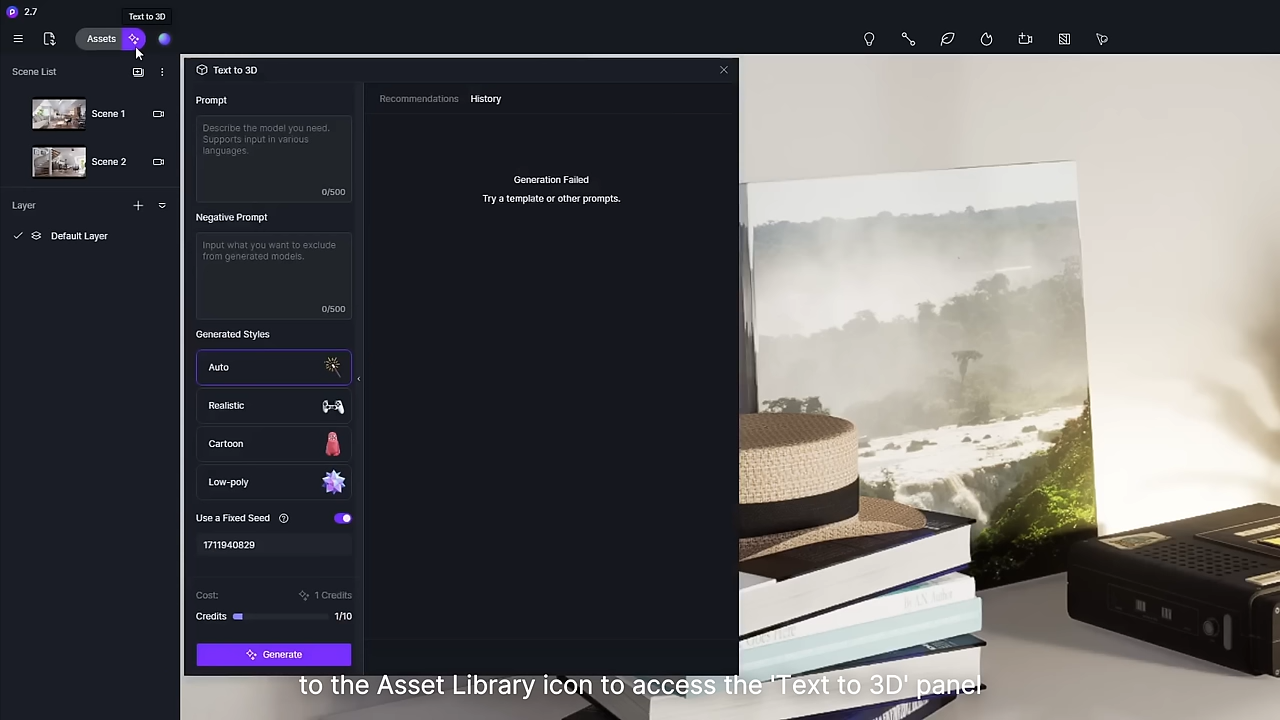 2.7
Text to 3D
Assets
Scene List
Scene 1
Scene 2
Layer
Default Layer
Text to 3D
Prompt
Describe the model you need.
Supports input in various
languages.
0/500
Negative Prompt
Input what you want to exclude
from generated models.
0/500
Generated Styles
Auto
Realistic
Cartoon
Low-poly
Use a Fixed Seed
1711940829
Cost:
1 Credits
Credits
1/10
Generate
Recommendations
History
Generation Failed
Try a template or other prompts.
to the Asset Library icon to access the 'Text to 3D' panel